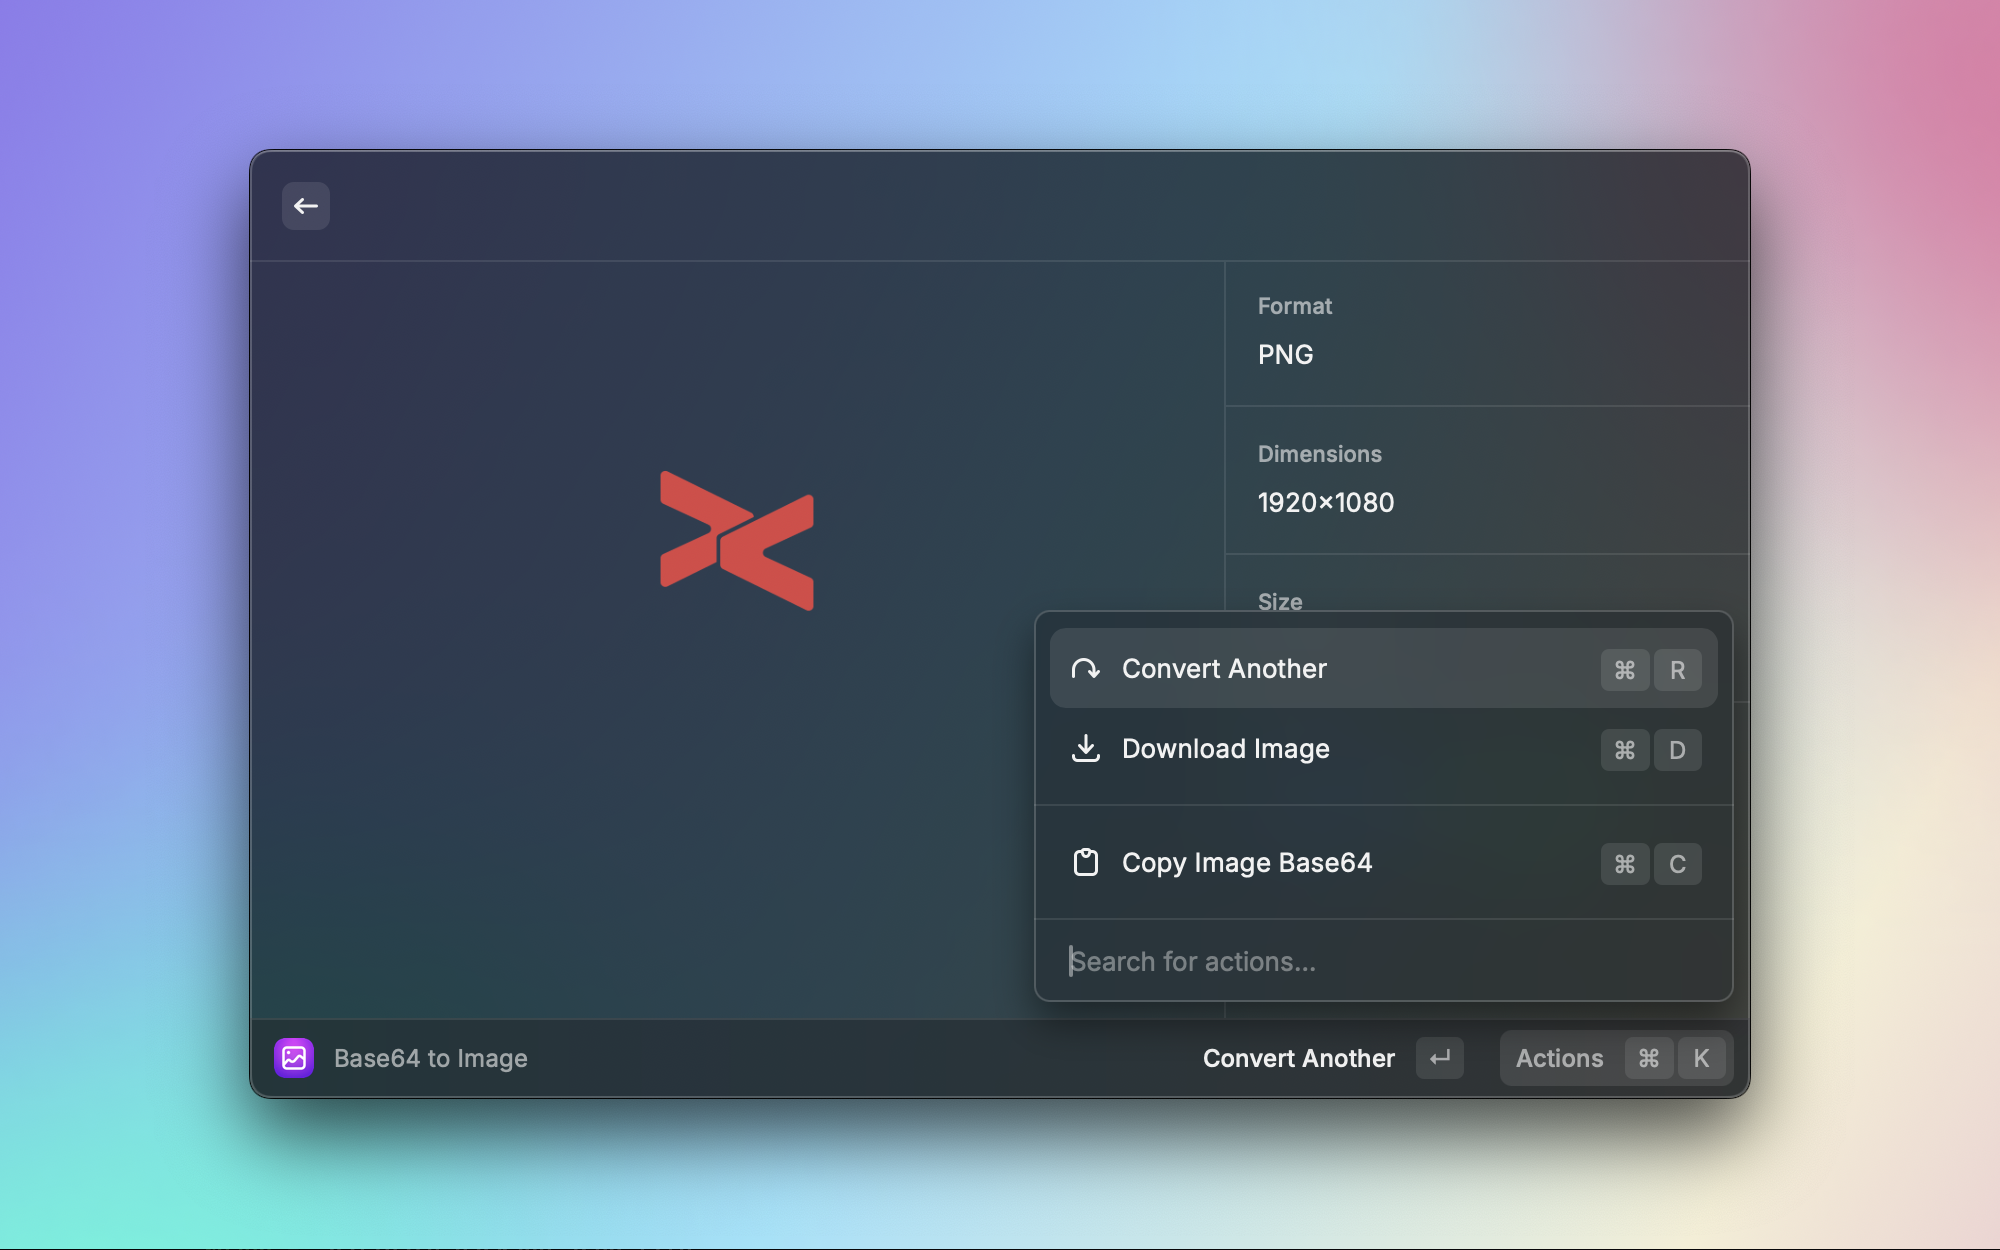 Format
PNG
Dimensions
1920×1080
Size
Convert Another ⌘ R
Download Image ⌘ D
Copy Image Base64 ⌘ C
Search for actions...
Base64 to Image
Convert Another ↵
Actions ⌘ K